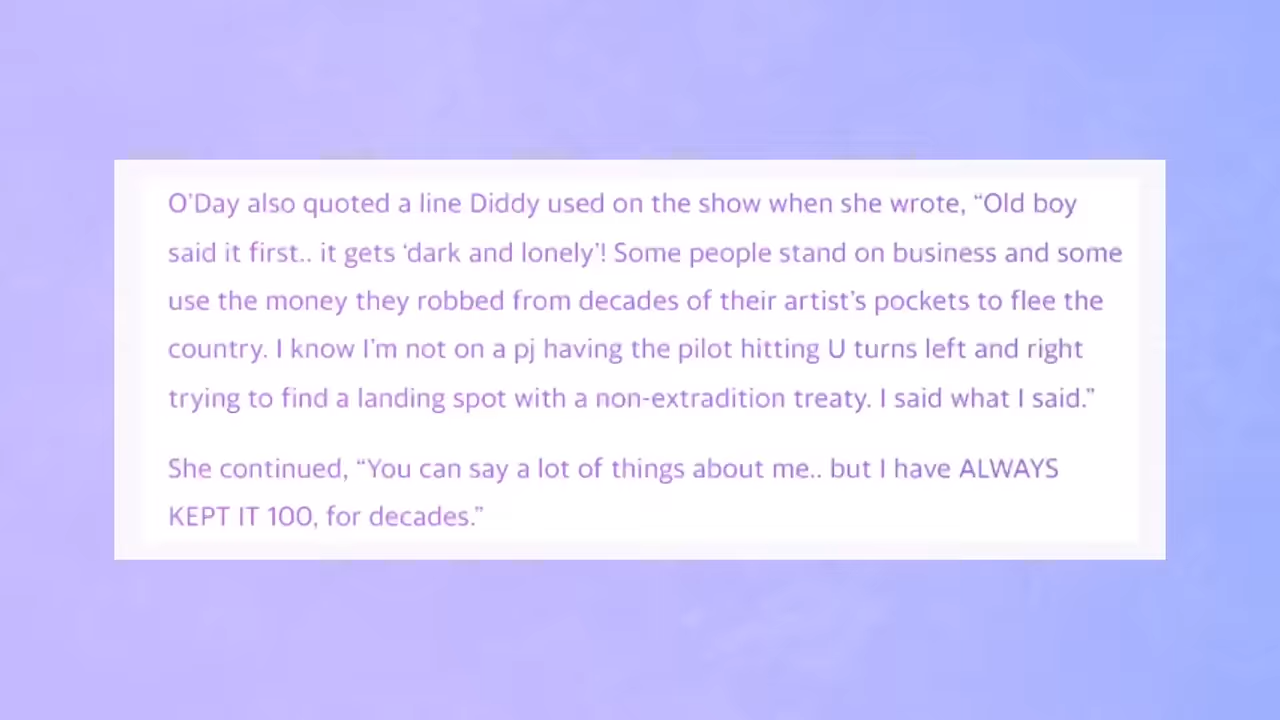 O’Day also quoted a line Diddy used on the show when she wrote, “Old boy
said it first.. it gets ‘dark and lonely’! Some people stand on business and some
use the money they robbed from decades of their artist’s pockets to flee the
country. I know I’m not on a pj having the pilot hitting U turns left and right
trying to find a landing spot with a non-extradition treaty. I said what I said.”
She continued, “You can say a lot of things about me.. but I have ALWAYS
KEPT IT 100, for decades.”